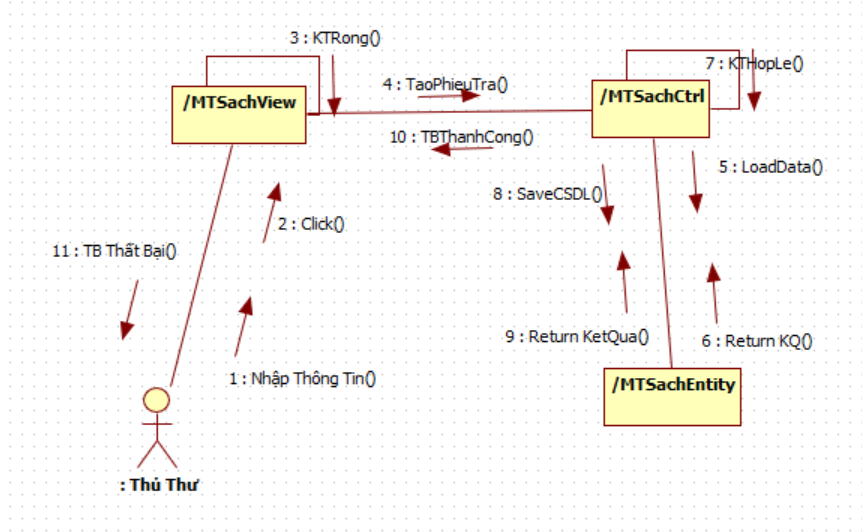 3 : KTRong()
7 : KTHopLe()
4 : TaoPhieuTra()
/MTSachView
/MTSachCtrl
10 : TBThanhCong()
5 : LoadData()
8 : SaveCSDL()
2 : Click()
11 : TB Thất Bại()
9 : Return KetQua()
6 : Return KQ()
1 : Nhập Thông Tin()
/MTSachEntity
: Thủ Thư